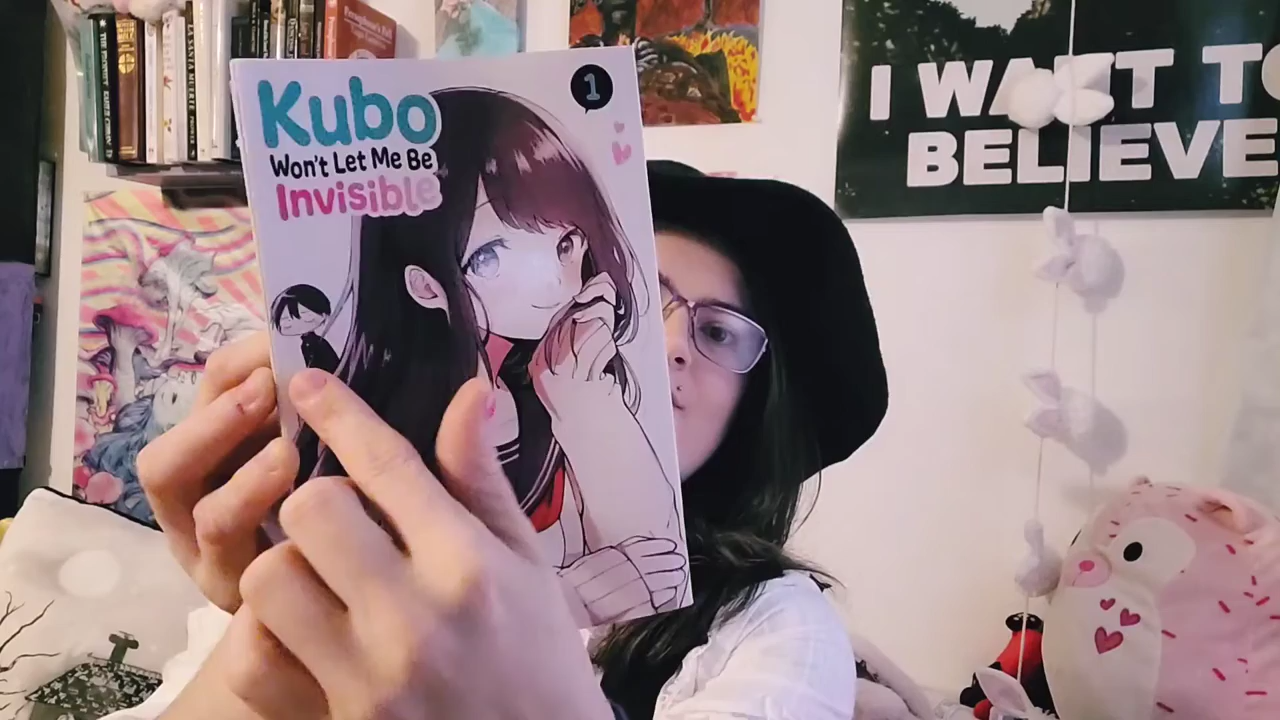 Kubo
Won't Let Me Be
Invisible
1
I WANT TO
BELIEVE